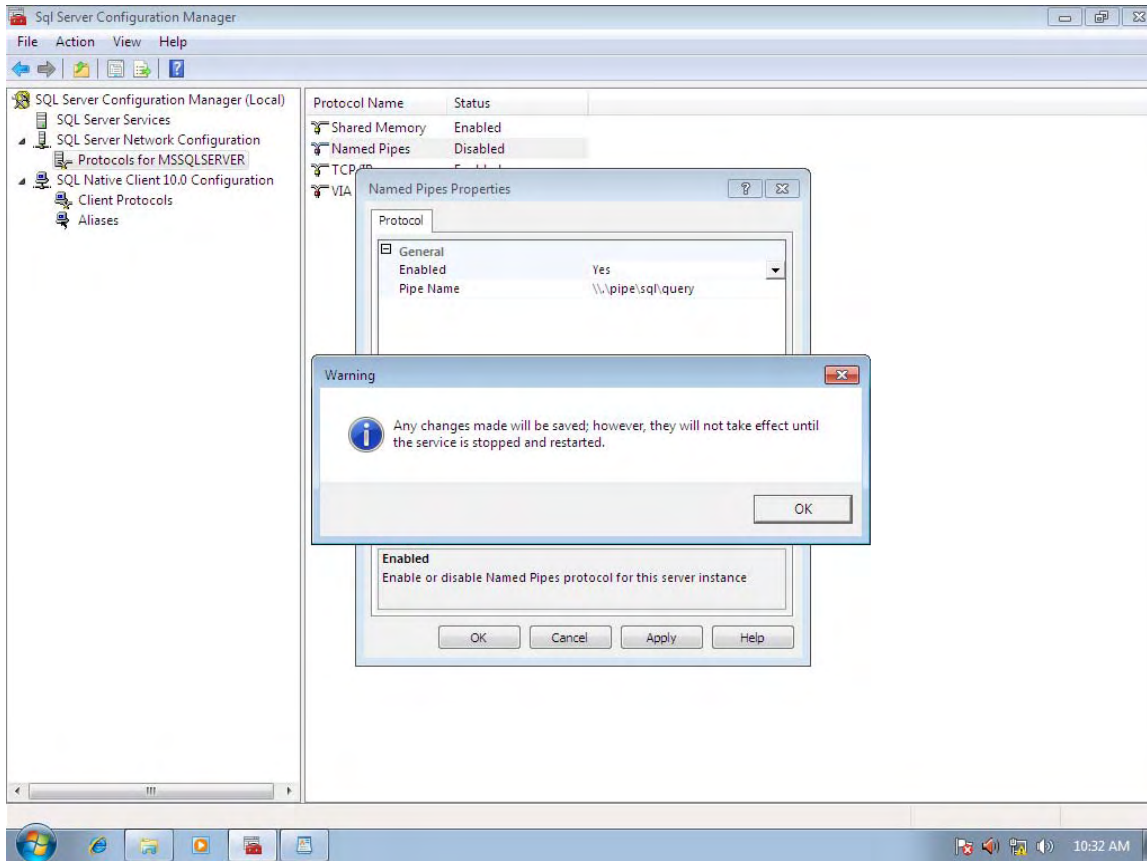 Sql Server Configuration Manager
File Action View Help
SQL Server Configuration Manager (Local)
SQL Server Services
SQL Server Network Configuration
Protocols for MSSQLSERVER
SQL Native Client 10.0 Configuration
Client Protocols
Aliases
Protocol Name Status
Shared Memory Enabled
Named Pipes Disabled
TCP/IP Enabled
VIA
Named Pipes Properties
Protocol
General
Enabled Yes
Pipe Name \\.\pipe\sql\query
Warning
Any changes made will be saved; however, they will not take effect until
the service is stopped and restarted.
OK
Enabled
Enable or disable Named Pipes protocol for this server instance
OK Cancel Apply Help
10:32 AM